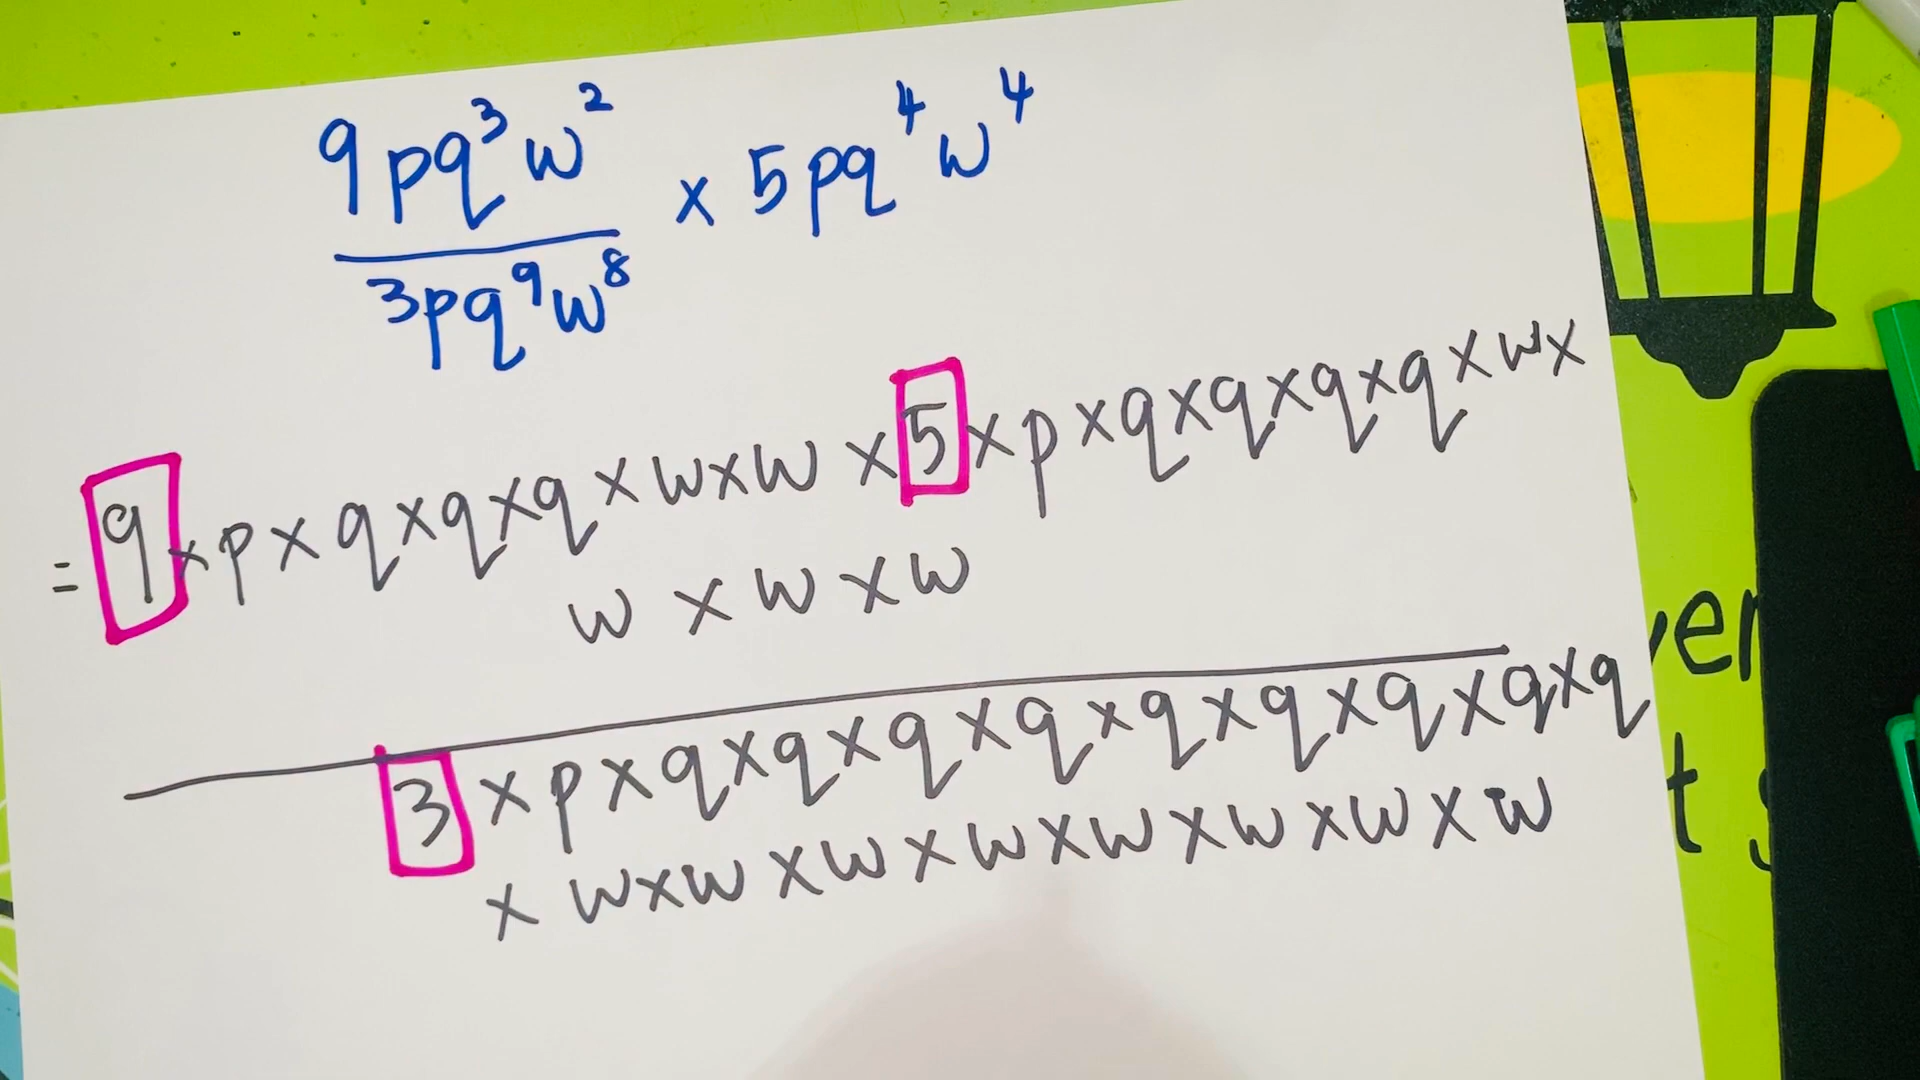 9pq³w² × 5pq⁴w⁴
3pq⁹w⁸
= 9 × p × q × q × q × w × w × 5 × p × q × q × q × q × w ×
w × w × w
3 × p × q × q × q × q × q × q × q × q × q
× w × w × w × w × w × w × w × w